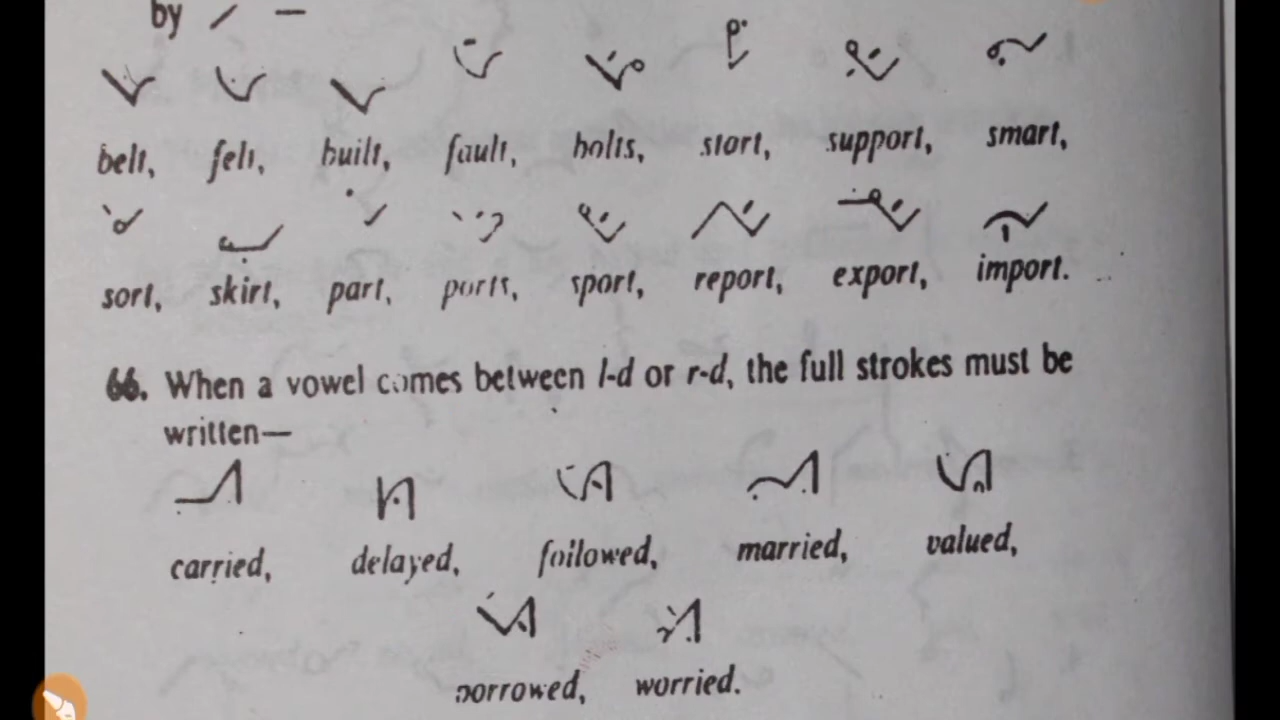 by
belt, felt, built, fault, bolts, start, support, smart,
sort, skirt, part, ports, sport, report, export, import.
66. When a vowel comes between l-d or r-d, the full strokes must be
written—
carried, delayed, followed, married, valued,
borrowed, worried.